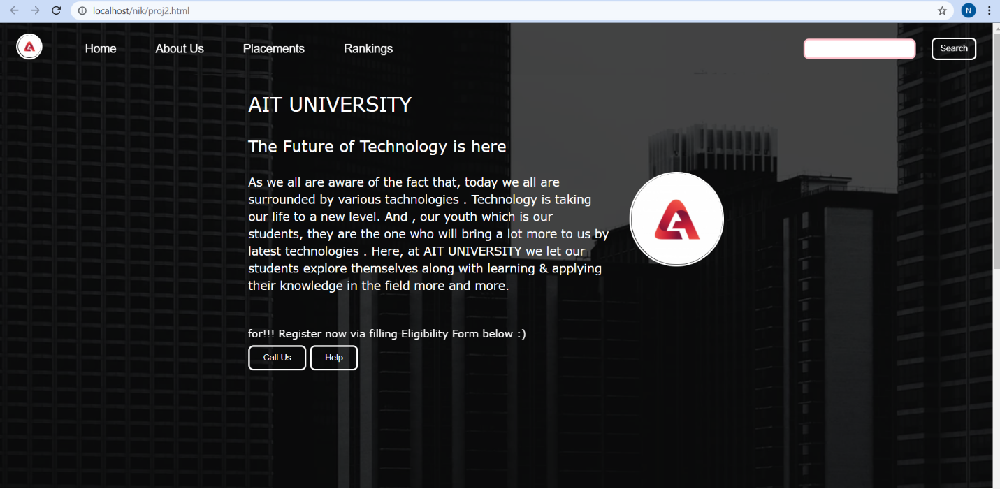 localhost/nik/proj2.html
N
Home About Us Placements Rankings
Search
AIT UNIVERSITY
The Future of Technology is here
As we all are aware of the fact that, today we all are
surrounded by various tachnologies . Technology is taking
our life to a new level. And , our youth which is our
students, they are the one who will bring a lot more to us by
latest technologies . Here, at AIT UNIVERSITY we let our
students explore themselves along with learning & applying
their knowledge in the field more and more.
for!!! Register now via filling Eligibility Form below :)
Call Us Help